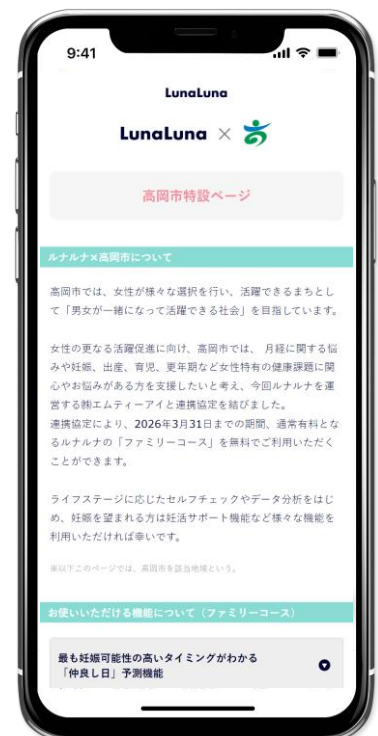 9:41
LunaLuna
LunaLuna ×
高岡市特設ページ
ルナルナ×高岡市について
高岡市では、女性が様々な選択を行い、活躍できるまちとし
て「男女が一緒になって活躍できる社会」を目指しています。
女性の更なる活躍促進に向け、高岡市では、 月経に関する悩
みや妊娠、出産、育児、更年期など女性特有の健康課題に関
心やお悩みがある方を支援したいと考え、今回ルナルナを運
営する㈱エムティーアイと連携協定を結びました。
連携協定により、2026年3月31日までの期間、通常有料とな
るルナルナの「ファミリーコース」を無料でご利用いただく
ことができます。
ライフステージに応じたセルフチェックやデータ分析をはじ
め、妊娠を望まれる方は妊活サポート機能など様々な機能を
利用いただければ幸いです。
※以下このページでは、高岡市を該当地域という。
お使いいただける機能について（ファミリーコース）
最も妊娠可能性の高いタイミングがわかる
「仲良し日」予測機能